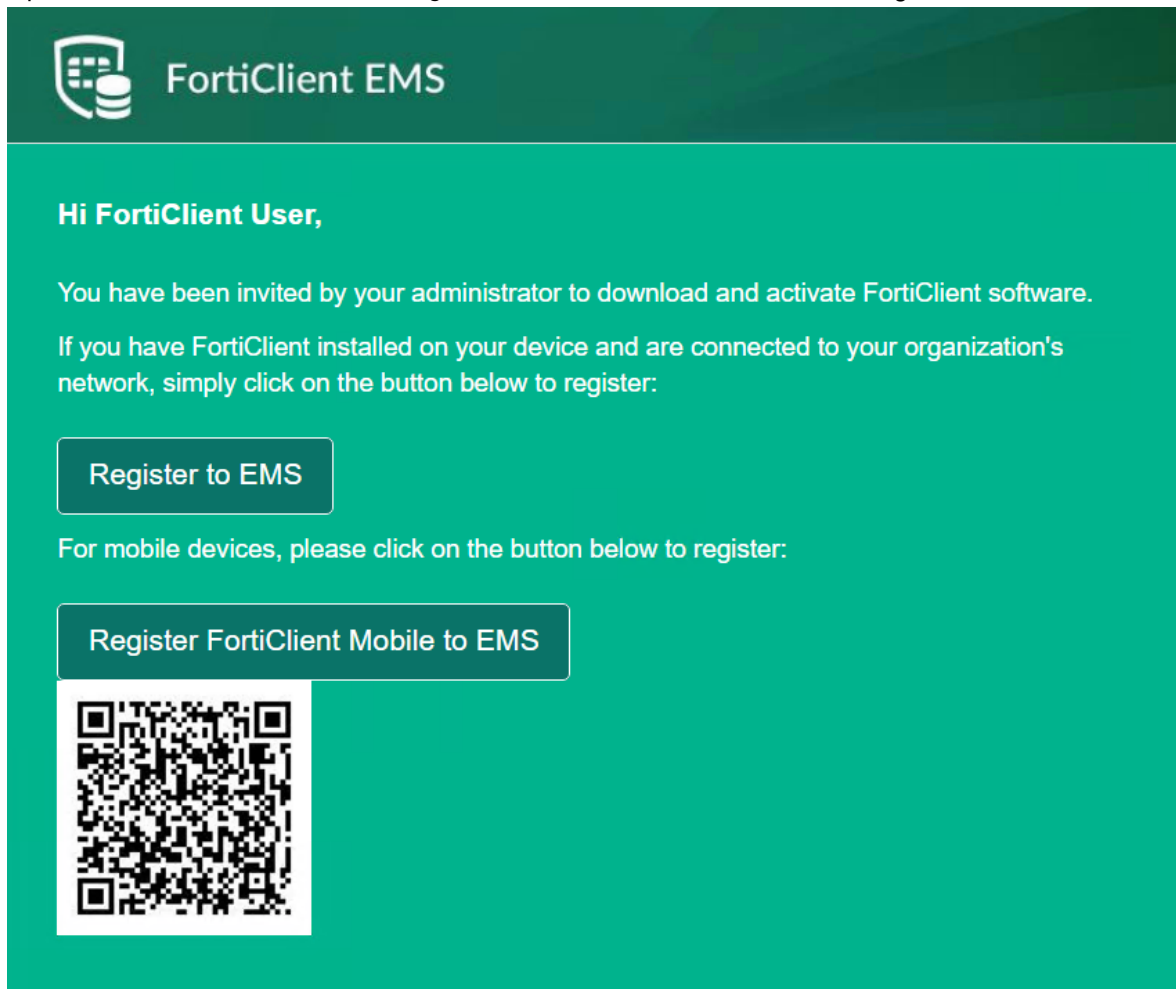 FortiClient EMS
Hi FortiClient User,
You have been invited by your administrator to download and activate FortiClient software.
If you have FortiClient installed on your device and are connected to your organization's
network, simply click on the button below to register:
Register to EMS
For mobile devices, please click on the button below to register:
Register FortiClient Mobile to EMS